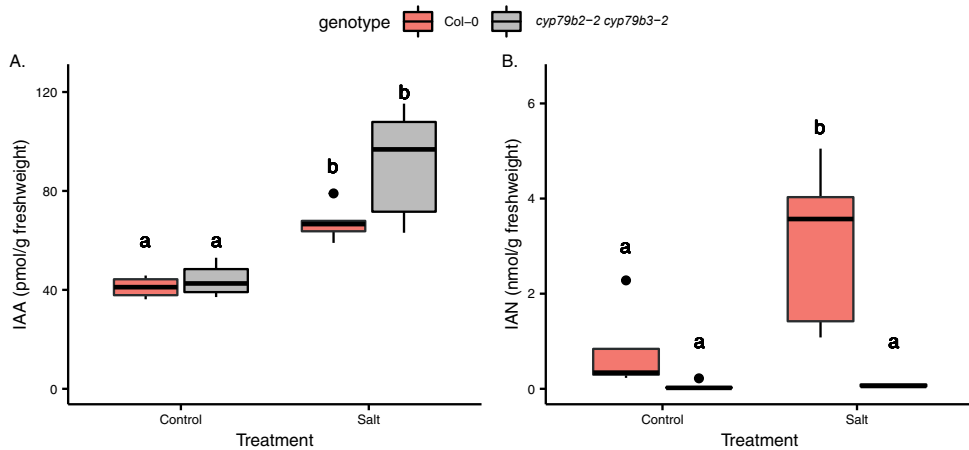 genotype Col–0 cyp79b2–2 cyp79b3–2
A.
IAA (pmol/g freshweight)
120
80
40
0
a
a
b
b
Control
Salt
Treatment
B.
IAN (nmol/g freshweight)
6
4
2
0
a
a
b
a
Control
Salt
Treatment